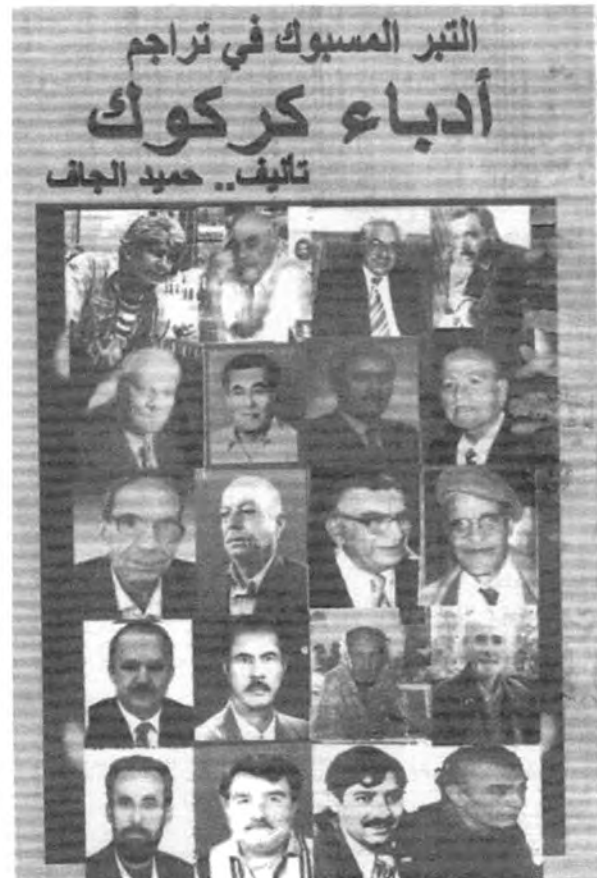 التبر المسبوك في تراجم
أدباء كركوك
تأليف.. حميد الجاف